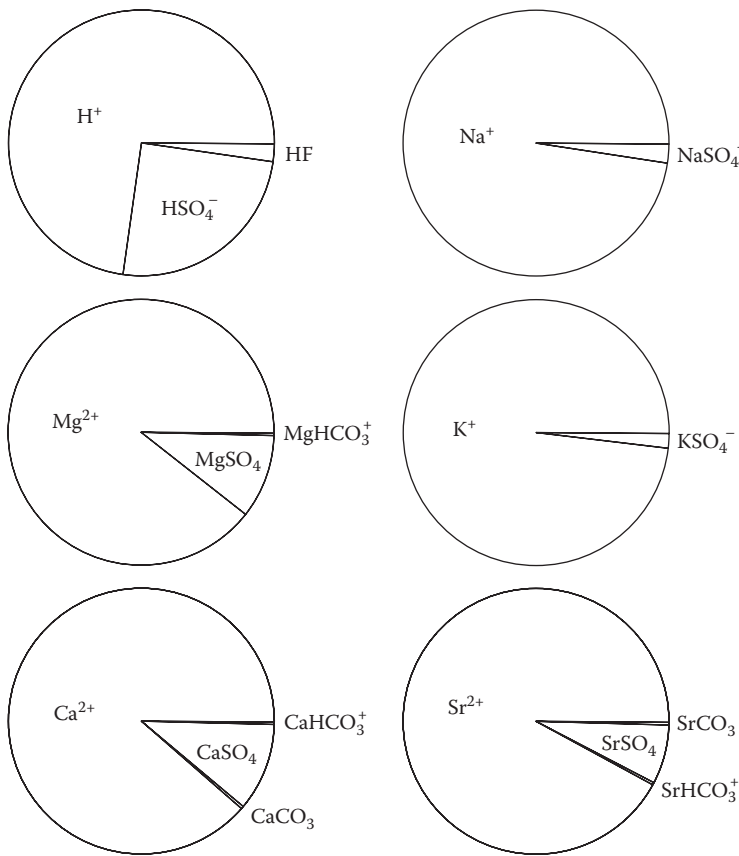 H⁺
HF
HSO₄⁻
Na⁺
NaSO₄⁻
Mg²⁺
MgHCO₃⁺
MgSO₄
K⁺
KSO₄⁻
Ca²⁺
CaHCO₃⁺
CaSO₄
CaCO₃
Sr²⁺
SrCO₃
SrSO₄
SrHCO₃⁺